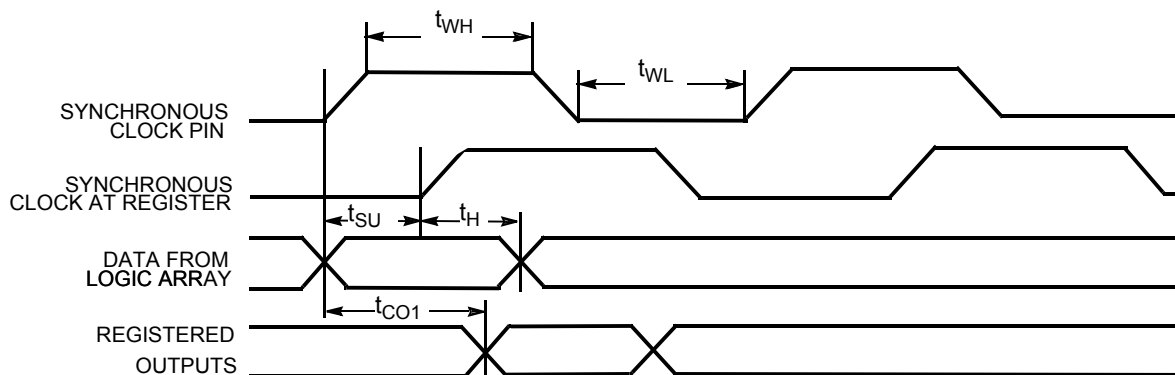 tWH
tWL
SYNCHRONOUS
CLOCK PIN
SYNCHRONOUS
CLOCK AT REGISTER
tSU
tH
DATA FROM
LOGIC ARRAY
tCO1
REGISTERED
OUTPUTS